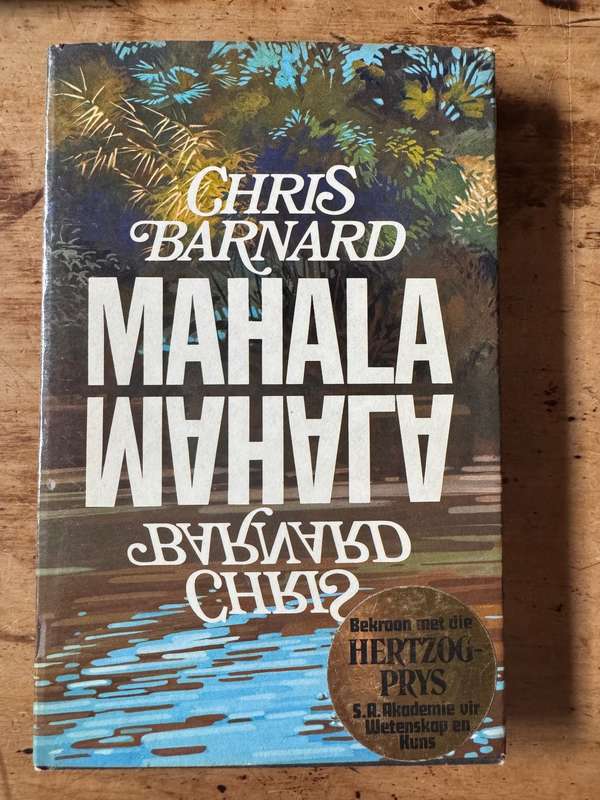 CHRIS
BARNARD
MAHALA
MAHALA
BARNARD
CHRIS
Bekroon met die
HERTZOG-
PRYS
S.A. Akademie vir
Wetenskap en
Kuns